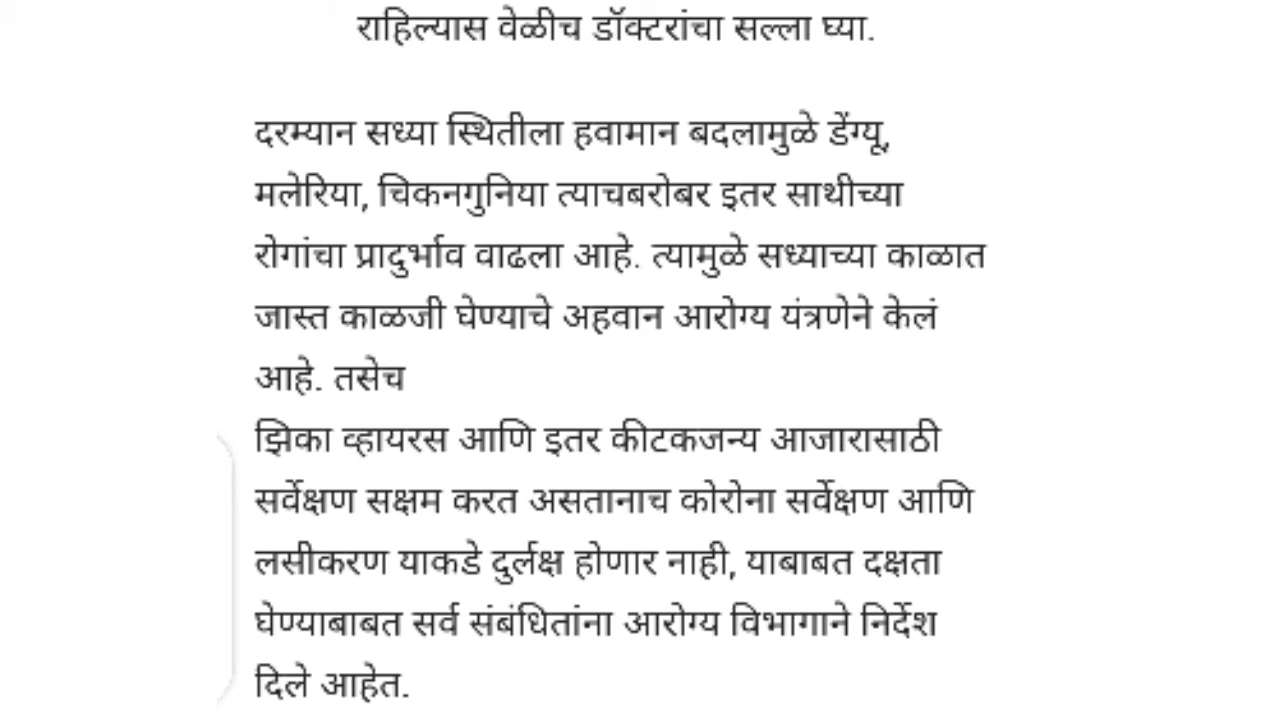 राहिल्यास वेळीच डॉक्टरांचा सल्ला घ्या.
दरम्यान सध्या स्थितीला हवामान बदलामुळे डेंग्यू,
मलेरिया, चिकनगुनिया त्याचबरोबर इतर साथीच्या
रोगांचा प्रादुर्भाव वाढला आहे. त्यामुळे सध्याच्या काळात
जास्त काळजी घेण्याचे अहवान आरोग्य यंत्रणेने केलं
आहे. तसेच
झिका व्हायरस आणि इतर कीटकजन्य आजारासाठी
सर्वेक्षण सक्षम करत असतानाच कोरोना सर्वेक्षण आणि
लसीकरण याकडे दुर्लक्ष होणार नाही, याबाबत दक्षता
घेण्याबाबत सर्व संबंधितांना आरोग्य विभागाने निर्देश
दिले आहेत.